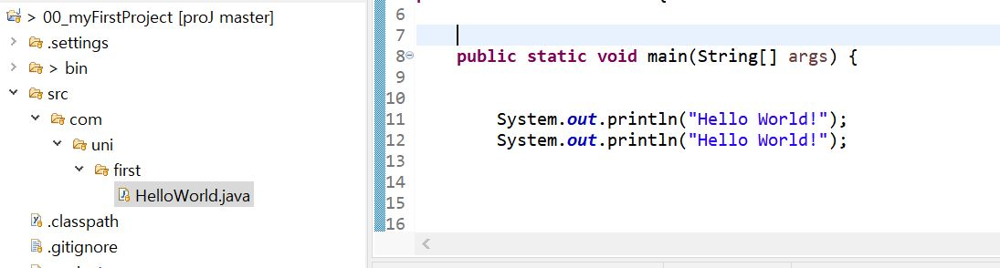 > 00_myFirstProject [proJ master]
> .settings
> > bin
src
com
uni
first
HelloWorld.java
.classpath
.gitignore
6
7
8 public static void main(String[] args) {
9
10
11 System.out.println("Hello World!");
12 System.out.println("Hello World!");
13
14
15
16